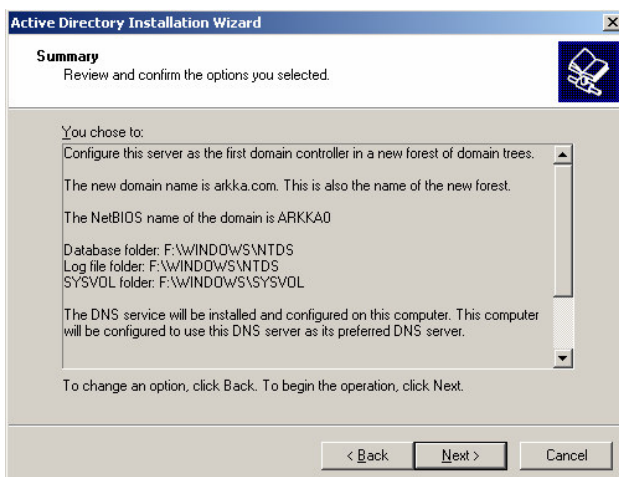 Active Directory Installation Wizard
Summary
Review and confirm the options you selected.
You chose to:
Configure this server as the first domain controller in a new forest of domain trees.
The new domain name is arkka.com. This is also the name of the new forest.
The NetBIOS name of the domain is ARKKA0
Database folder: F:\WINDOWS\NTDS
Log file folder: F:\WINDOWS\NTDS
SYSVOL folder: F:\WINDOWS\SYSVOL
The DNS service will be installed and configured on this computer. This computer
will be configured to use this DNS server as its preferred DNS server.
To change an option, click Back. To begin the operation, click Next.
< Back
Next >
Cancel